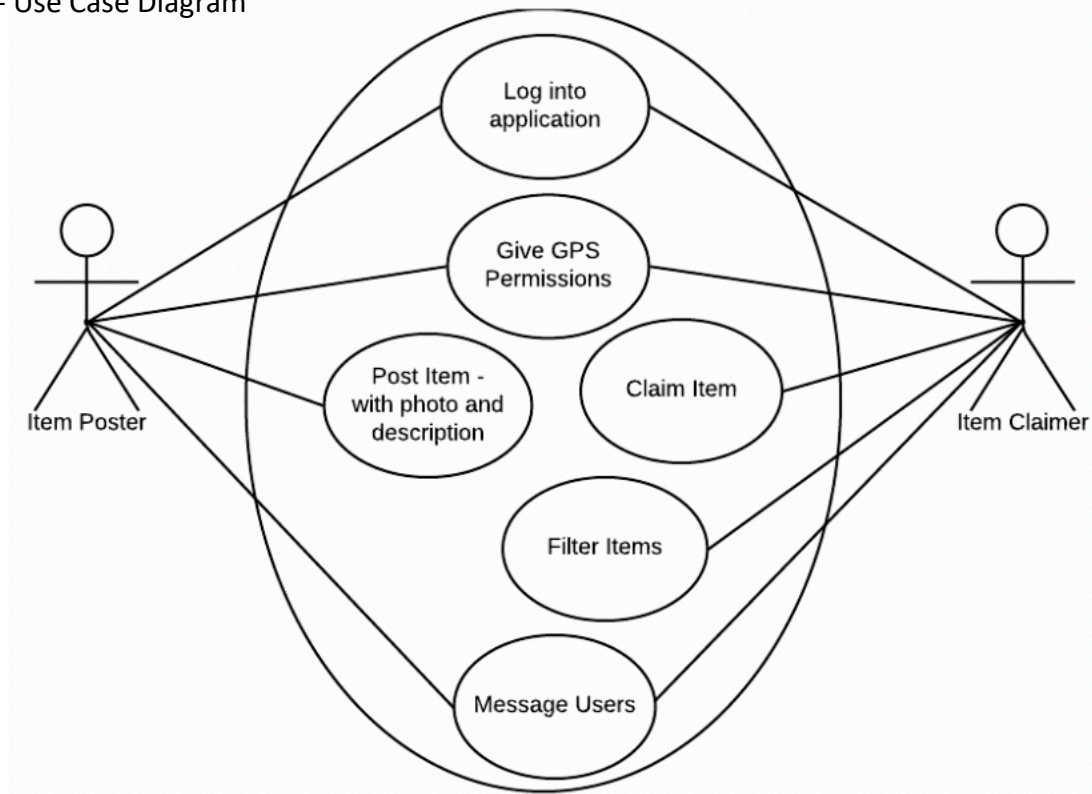 - Use Case Diagram
Log into
application
Give GPS
Permissions
Post Item -
with photo and
description
Claim Item
Item Poster
Item Claimer
Filter Items
Message Users